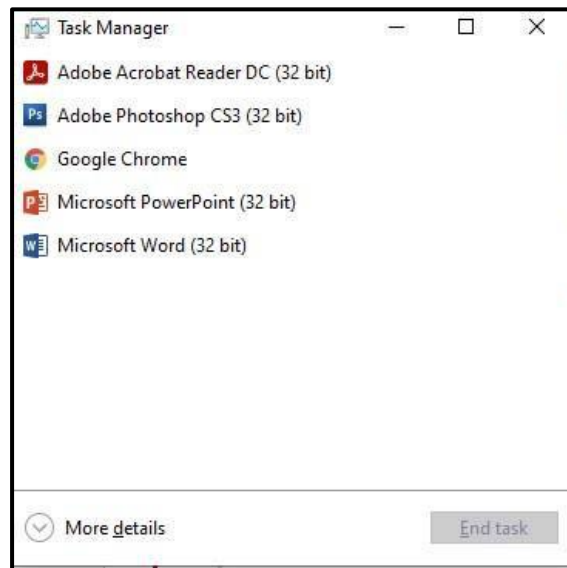 Task Manager
Adobe Acrobat Reader DC (32 bit)
Ps Adobe Photoshop CS3 (32 bit)
Google Chrome
Microsoft PowerPoint (32 bit)
Microsoft Word (32 bit)
More details
End task